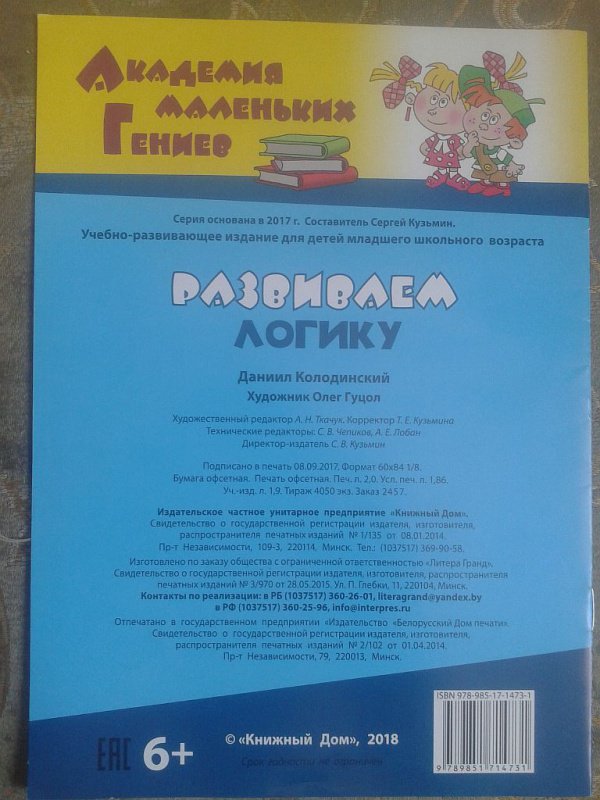 Академия
маленьких
Гениев
Серия основана в 2017 г. Составитель Сергей Кузьмин.
Учебно-развивающее издание для детей младшего школьного возраста
Развиваем
логику
Даниил Колодинский
Художник Олег Гуцол
Художественный редактор А. Н. Ткачук. Корректор Т. Е. Кузьмина
Технические редакторы: С. В. Чепиков, А. Е. Лобан
Директор-издатель С. В. Кузьмин
Подписано в печать 08.09.2017. Формат 60х84 1/8.
Бумага офсетная. Печать офсетная. Печ. л. 2,0. Усл. печ. л. 1,86.
Уч.-изд. л. 1,9. Тираж 4050 экз. Заказ 2457.
Издательское частное унитарное предприятие «Книжный Дом».
Свидетельство о государственной регистрации издателя, изготовителя,
распространителя печатных изданий № 1/135 от 08.01.2014.
Пр-т Независимости, 109-3, 220114, Минск. Тел.: (1037517) 369-90-58.
Изготовлено по заказу общества с ограниченной ответственностью «Литера Гранд».
Свидетельство о государственной регистрации издателя, изготовителя, распространителя
печатных изданий № 3/970 от 28.05.2015. Ул. П. Глебки, 11, 220104, Минск.
Контакты по реализации: в РБ (1037517) 360-26-01, literagrand@yandex.by
в РФ (1037517) 360-25-96, info@interpres.ru
Отпечатано в государственном предприятии «Издательство «Белорусский Дом печати».
Свидетельство о государственной регистрации издателя, изготовителя,
распространителя печатных изданий № 2/102 от 01.04.2014.
Пр-т Независимости, 79, 220013, Минск.
ISBN 978-985-17-1473-1
EAC 6+
© «Книжный Дом», 2018
Срок годности не ограничен
9 789851 714731